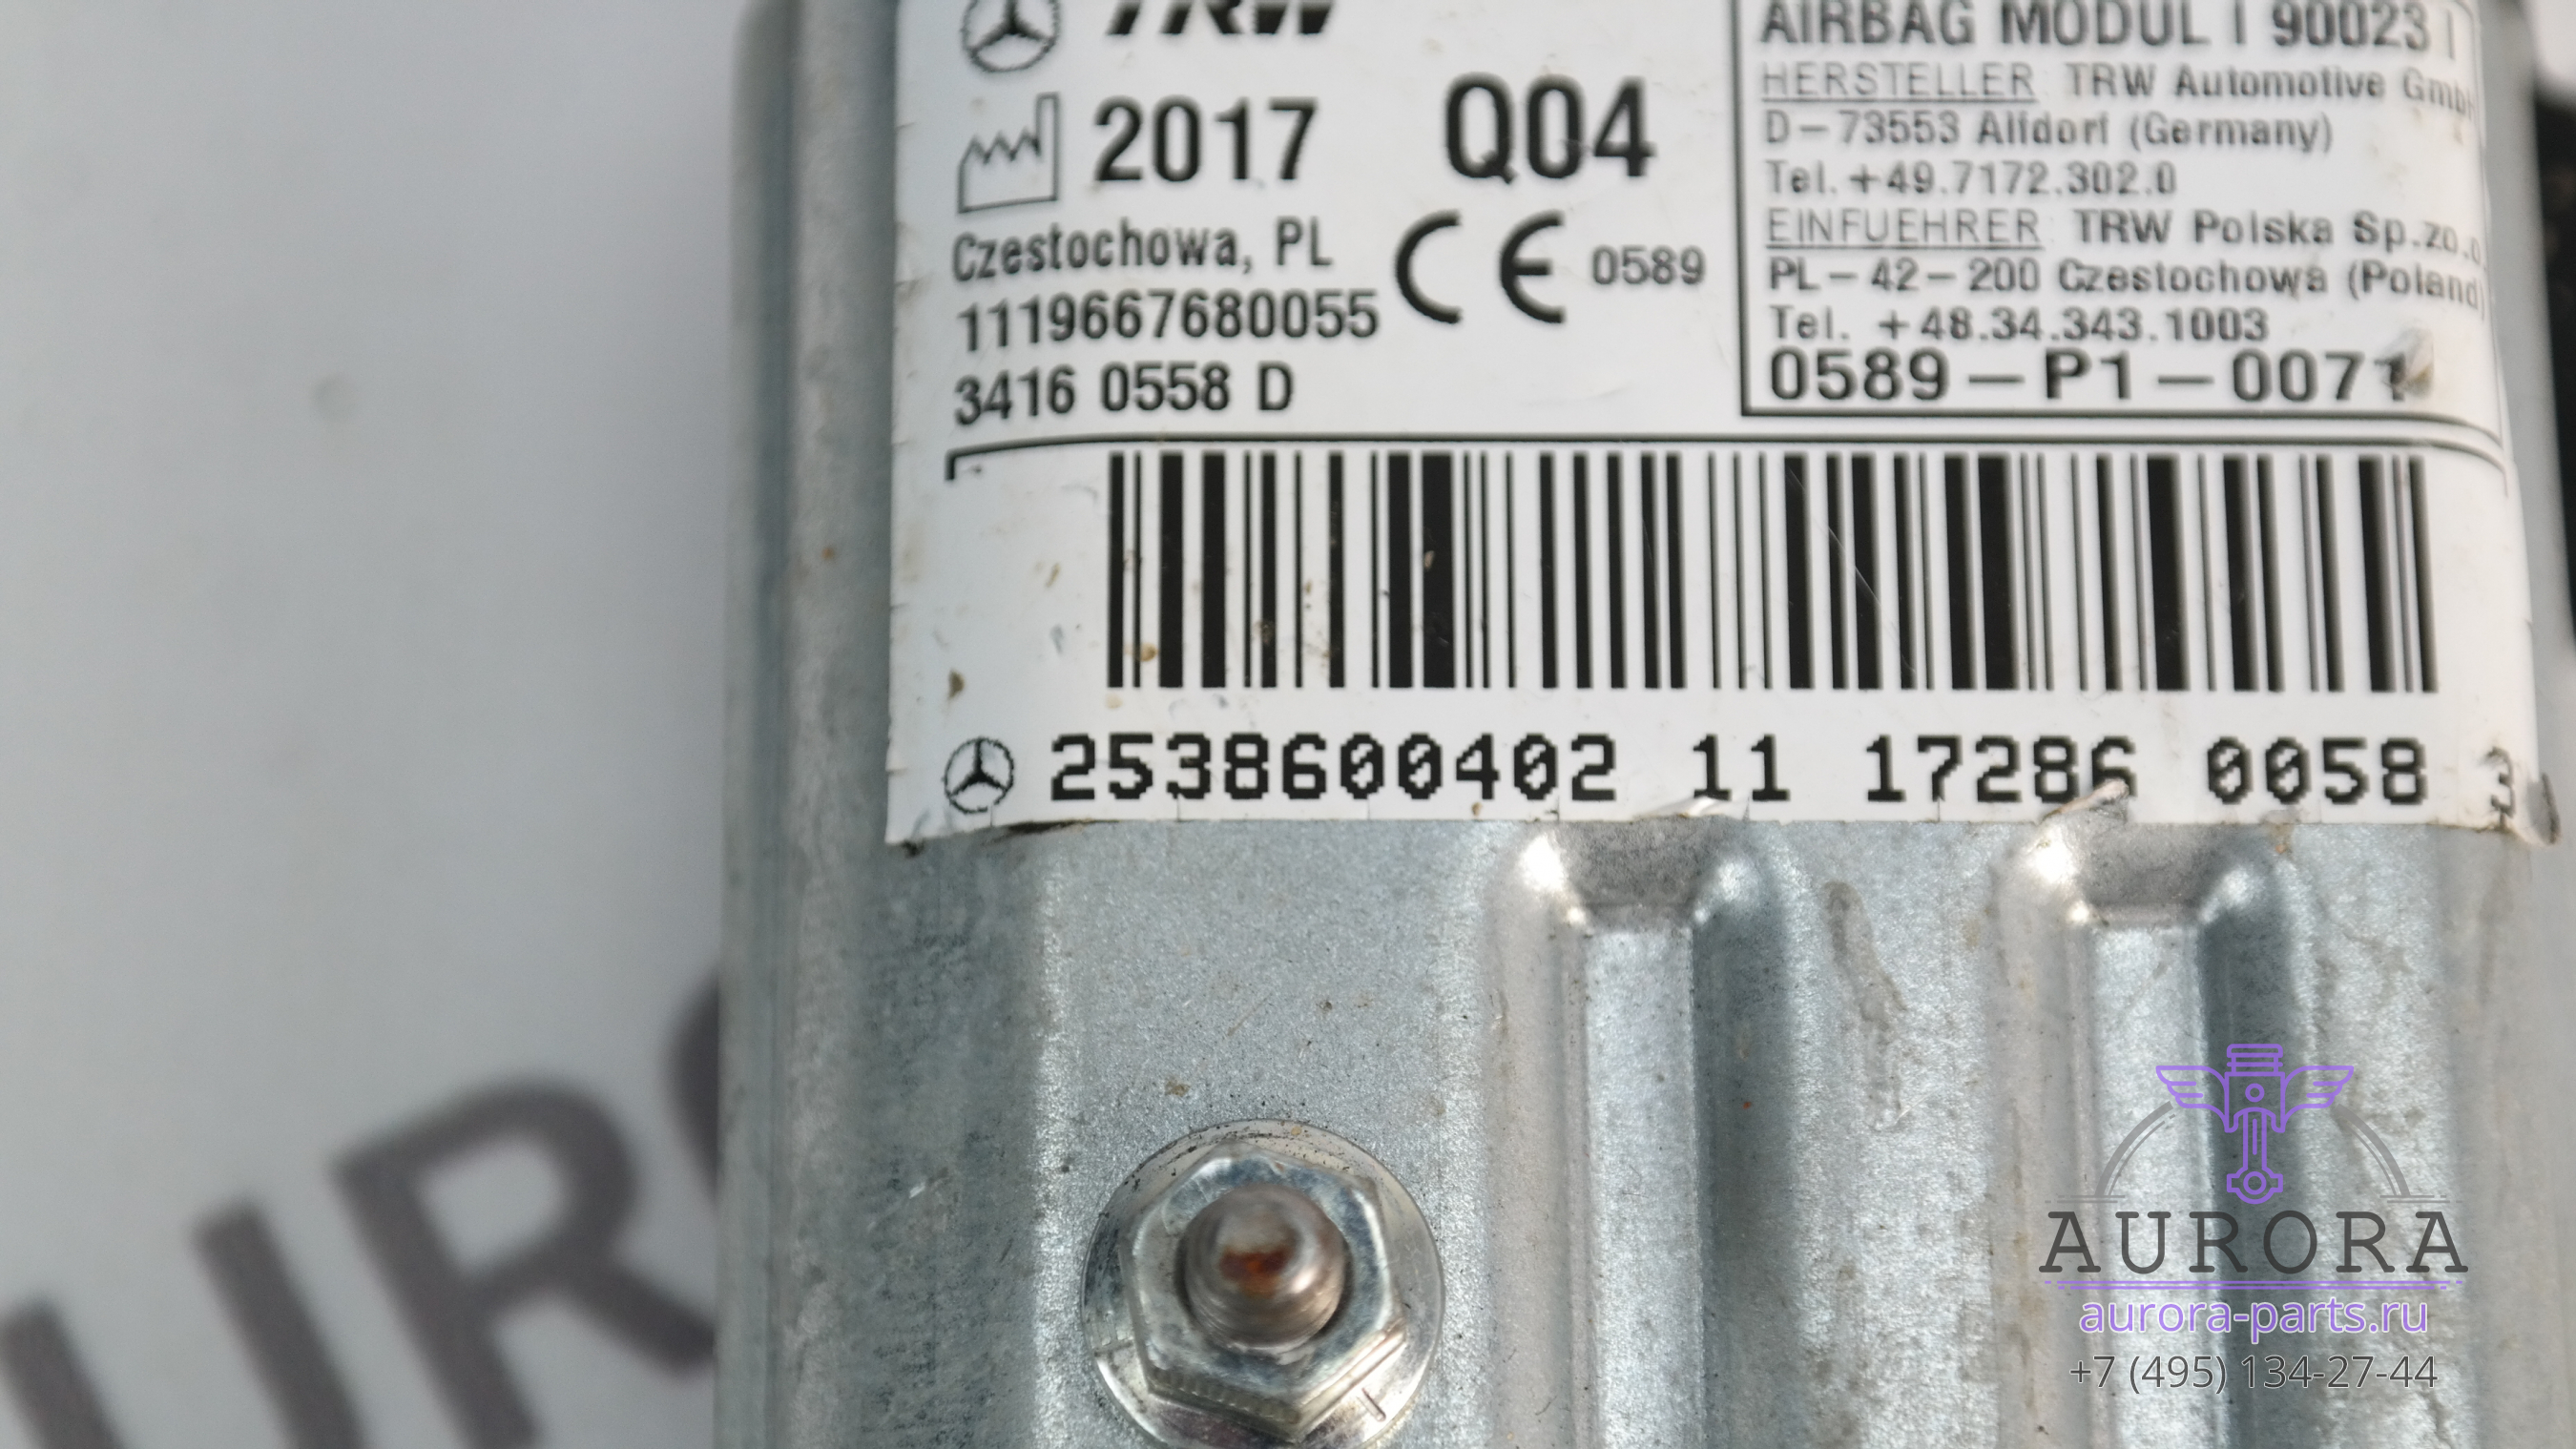 TRW
2017 Q04
Czestochowa, PL
1119667680055
3416 0558 D
CE 0589
AIRBAG MODUL I 90023
HERSTELLER TRW Automotive GmbH
D-73553 Alfdorf (Germany)
Tel.+49.7172.302.0
EINFUEHRER TRW Polska Sp.zo.o.
PL-42-200 Czestochowa (Poland)
Tel. +48.34.343.1003
0589-P1-0071
2538600402 11 17286 0058 3
AURORA
aurora-parts.ru
+7 (495) 134-27-44